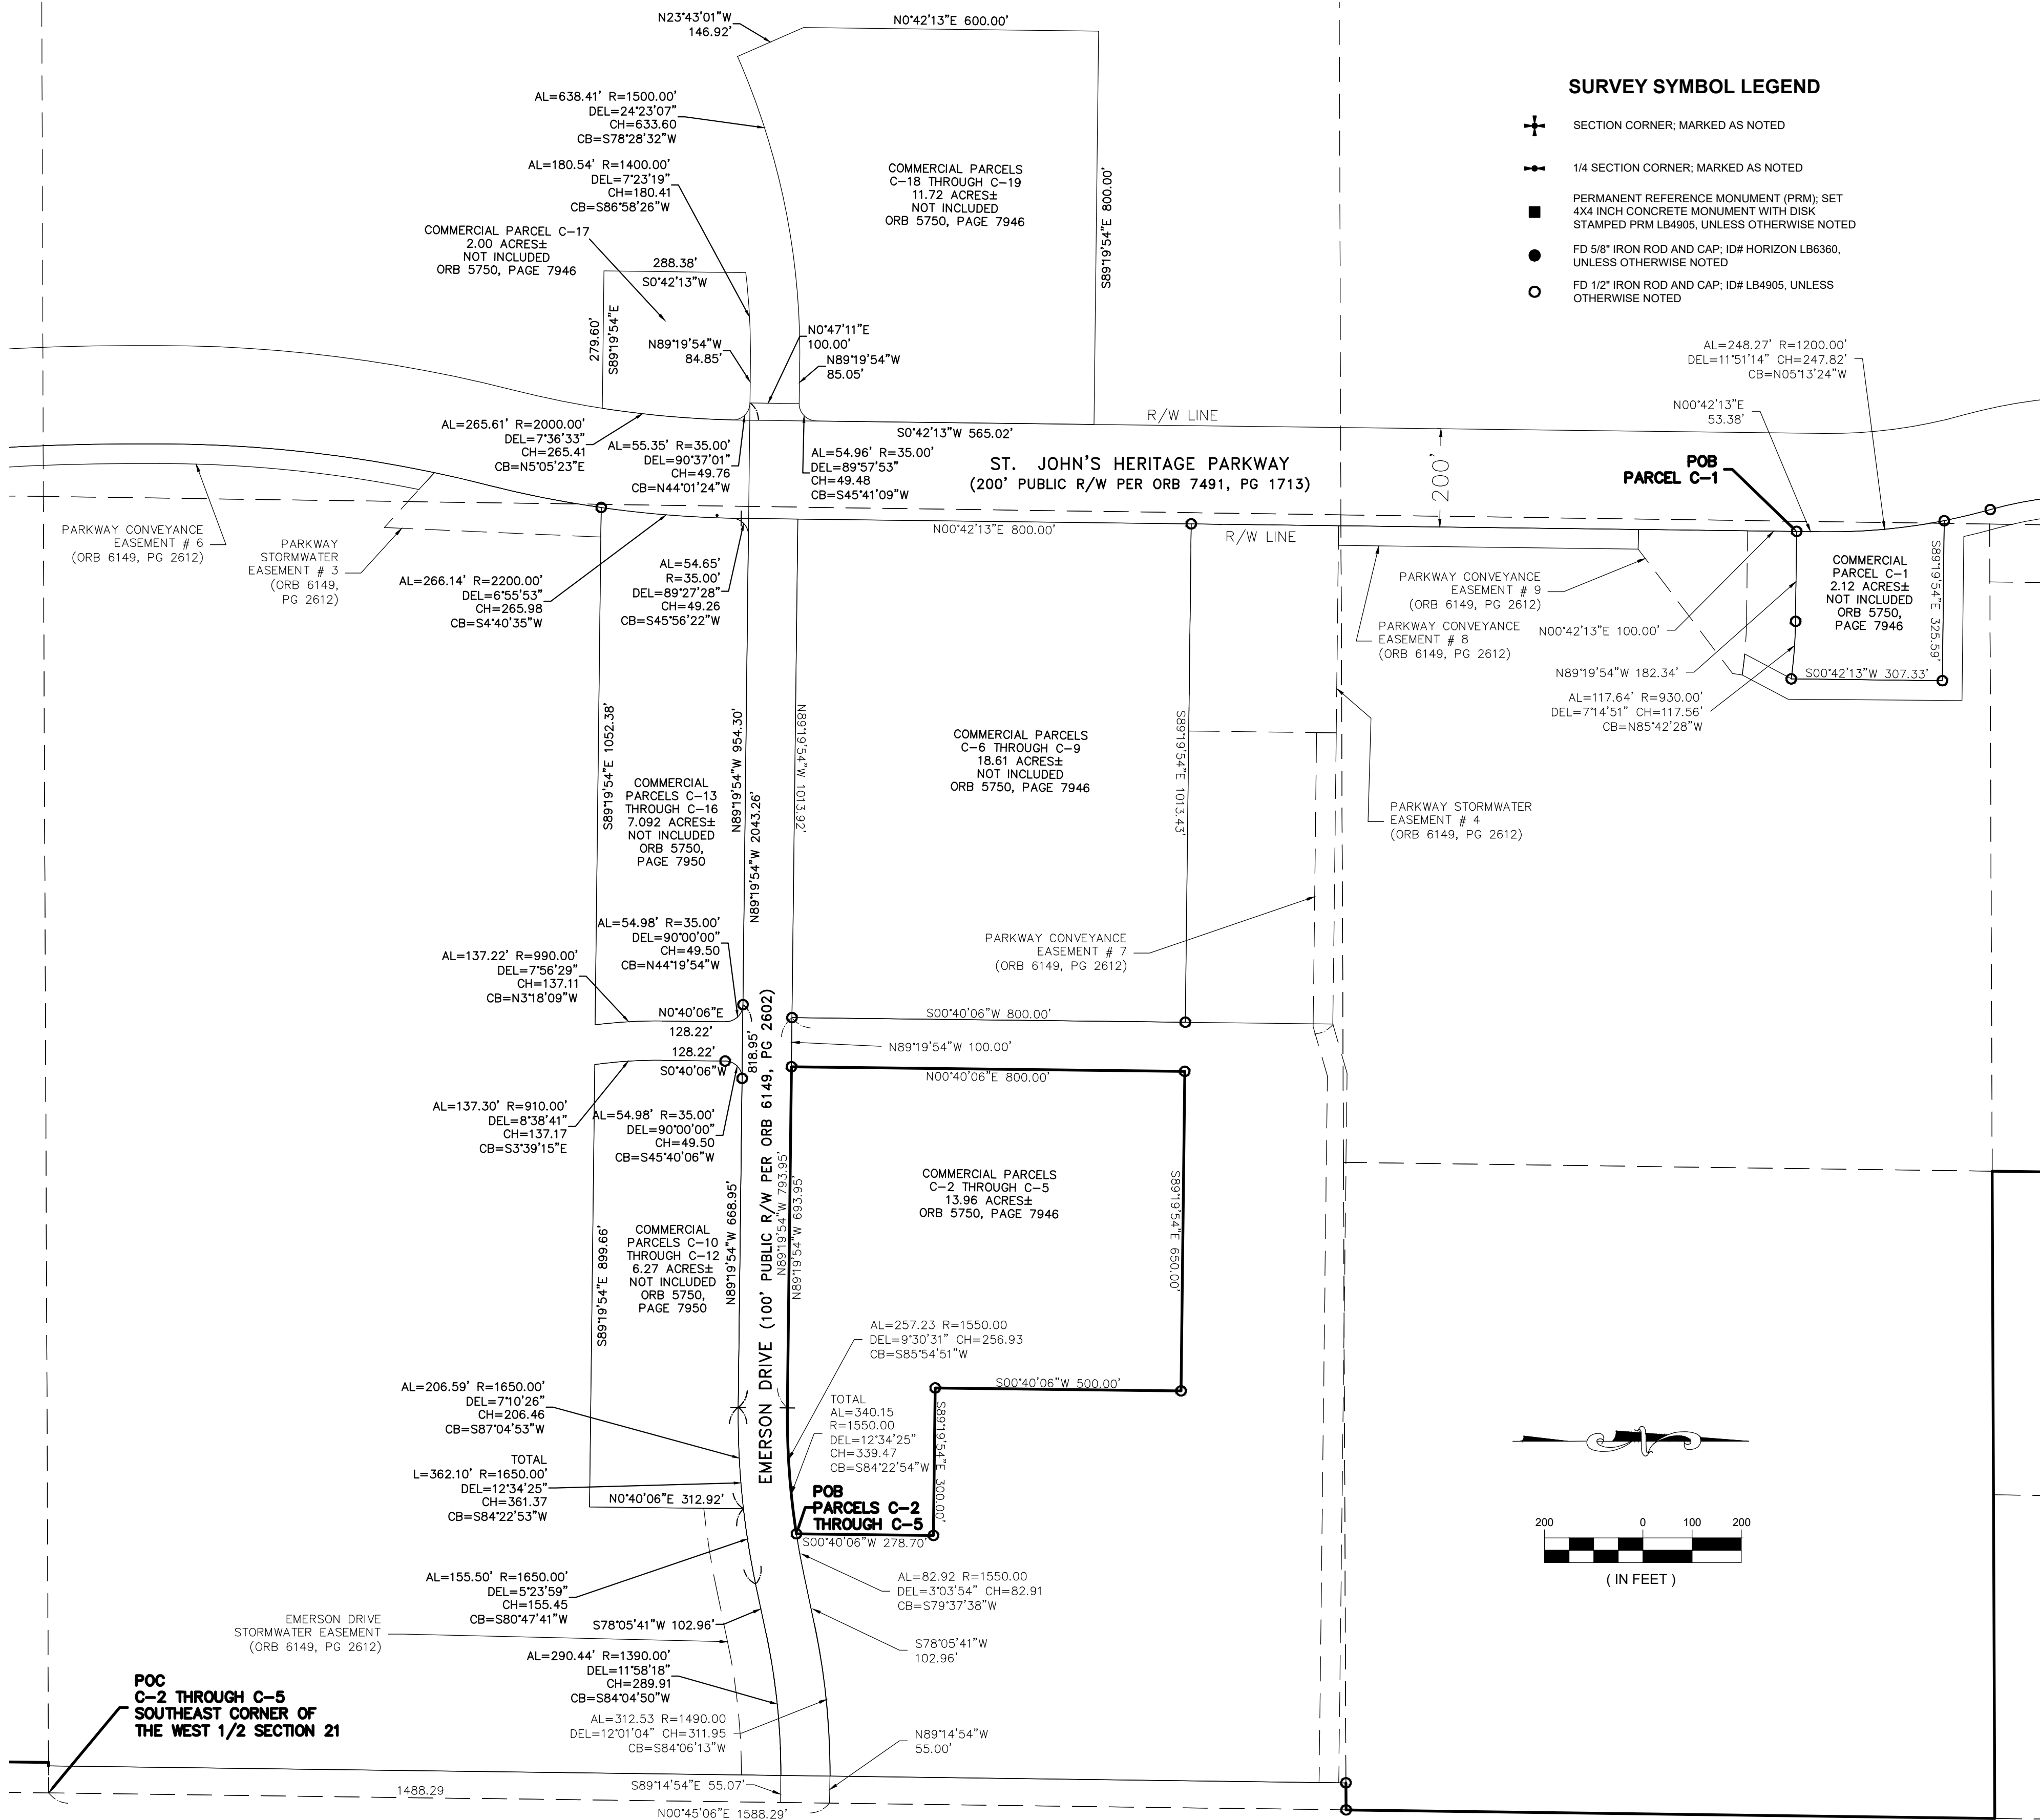 N23°43'01"W
146.92'
N0°42'13"E 600.00'
AL=638.41' R=1500.00'
DEL=24°23'07"
CH=633.60
CB=S78°28'32"W
AL=180.54' R=1400.00'
DEL=7°23'19"
CH=180.41
CB=S86°58'26"W
COMMERCIAL PARCEL C-17
2.00 ACRES±
NOT INCLUDED
ORB 5750, PAGE 7946
288.38'
S0°42'13"W
279.60'
S89°19'54"E
N89°19'54"W
84.85'
N0°47'11"E
100.00'
N89°19'54"W
85.05'
COMMERCIAL PARCELS
C-18 THROUGH C-19
11.72 ACRES±
NOT INCLUDED
ORB 5750, PAGE 7946
S89°19'54"E 800.00'
SURVEY SYMBOL LEGEND
SECTION CORNER; MARKED AS NOTED
1/4 SECTION CORNER; MARKED AS NOTED
PERMANENT REFERENCE MONUMENT (PRM); SET
4X4 INCH CONCRETE MONUMENT WITH DISK
STAMPED PRM LB4905, UNLESS OTHERWISE NOTED
FD 5/8" IRON ROD AND CAP; ID# HORIZON LB6360,
UNLESS OTHERWISE NOTED
FD 1/2" IRON ROD AND CAP; ID# LB4905, UNLESS
OTHERWISE NOTED
AL=248.27' R=1200.00'
DEL=11°51'14" CH=247.82'
CB=N05°13'24"W
N00°42'13"E
53.38'
POB
PARCEL C-1
AL=265.61' R=2000.00'
DEL=7°36'33"
CH=265.41
CB=N5°05'23"E
AL=55.35' R=35.00'
DEL=90°37'01"
CH=49.76
CB=N44°01'24"W
AL=54.96' R=35.00'
DEL=89°57'53"
CH=49.48
CB=S45°41'09"W
R/W LINE
S0°42'13"W 565.02'
ST. JOHN'S HERITAGE PARKWAY
(200' PUBLIC R/W PER ORB 7491, PG 1713)
200'
N00°42'13"E 800.00'
R/W LINE
PARKWAY CONVEYANCE
EASEMENT # 6
(ORB 6149, PG 2612)
PARKWAY
STORMWATER
EASEMENT # 3
(ORB 6149,
PG 2612)
AL=266.14' R=2200.00'
DEL=6°55'53"
CH=265.98
CB=S4°40'35"W
AL=54.65'
R=35.00'
DEL=89°27'28"
CH=49.26
CB=S45°56'22"W
PARKWAY CONVEYANCE
EASEMENT # 9
(ORB 6149, PG 2612)
PARKWAY CONVEYANCE
EASEMENT # 8
(ORB 6149, PG 2612)
N00°42'13"E 100.00'
N89°19'54"W 182.34'
AL=117.64' R=930.00'
DEL=7°14'51" CH=117.56'
CB=N85°42'28"W
COMMERCIAL
PARCEL C-1
2.12 ACRES±
NOT INCLUDED
ORB 5750,
PAGE 7946
S89°19'54"E 325.59'
S00°42'13"W 307.33'
S89°19'54"E 1052.38'
COMMERCIAL
PARCELS C-13
THROUGH C-16
7.092 ACRES±
NOT INCLUDED
ORB 5750,
PAGE 7950
N89°19'54"W 954.30'
N89°19'54"W 2043.26'
N89°19'54"W 1013.92'
COMMERCIAL PARCELS
C-6 THROUGH C-9
18.61 ACRES±
NOT INCLUDED
ORB 5750, PAGE 7946
S89°19'54"E 1013.43'
PARKWAY STORMWATER
EASEMENT # 4
(ORB 6149, PG 2612)
PARKWAY CONVEYANCE
EASEMENT # 7
(ORB 6149, PG 2612)
AL=54.98' R=35.00'
DEL=90°00'00"
CH=49.50
CB=N44°19'54"W
AL=137.22' R=990.00'
DEL=7°56'29"
CH=137.11
CB=N3°18'09"W
N0°40'06"E
128.22'
128.22'
S0°40'06"W
818.95'
EMERSON DRIVE (100' PUBLIC R/W PER ORB 6149, PG 2602)
S00°40'06"W 800.00'
N89°19'54"W 100.00'
N00°40'06"E 800.00'
AL=137.30' R=910.00'
DEL=8°38'41"
CH=137.17
CB=S3°39'15"E
AL=54.98' R=35.00'
DEL=90°00'00"
CH=49.50
CB=S45°40'06"W
S89°19'54"E 899.66'
COMMERCIAL
PARCELS C-10
THROUGH C-12
6.27 ACRES±
NOT INCLUDED
ORB 5750,
PAGE 7950
N89°19'54"W 668.95'
N89°19'54"W 793.95'
N89°19'54"W 693.95'
COMMERCIAL PARCELS
C-2 THROUGH C-5
13.96 ACRES±
ORB 5750, PAGE 7946
S89°19'54"E 650.00'
AL=257.23 R=1550.00
DEL=9°30'31" CH=256.93
CB=S85°54'51"W
S00°40'06"W 500.00'
TOTAL
AL=340.15
R=1550.00
DEL=12°34'25"
CH=339.47
CB=S84°22'54"W
S89°19'54"E 300.00'
AL=206.59' R=1650.00'
DEL=7°10'26"
CH=206.46
CB=S87°04'53"W
TOTAL
L=362.10' R=1650.00'
DEL=12°34'25"
CH=361.37
CB=S84°22'53"W
N0°40'06"E 312.92'
POB
PARCELS C-2
THROUGH C-5
S00°40'06"W 278.70'
AL=155.50' R=1650.00'
DEL=5°23'59"
CH=155.45
CB=S80°47'41"W
AL=82.92 R=1550.00
DEL=3°03'54" CH=82.91
CB=S79°37'38"W
EMERSON DRIVE
STORMWATER EASEMENT
(ORB 6149, PG 2612)
S78°05'41"W 102.96'
S78°05'41"W
102.96'
AL=290.44' R=1390.00'
DEL=11°58'18"
CH=289.91
CB=S84°04'50"W
AL=312.53 R=1490.00
DEL=12°01'04" CH=311.95
CB=S84°06'13"W
N89°14'54"W
55.00'
POC
C-2 THROUGH C-5
SOUTHEAST CORNER OF
THE WEST 1/2 SECTION 21
1488.29
S89°14'54"E 55.07'
N00°45'06"E 1588.29'
200 0 100 200
( IN FEET )